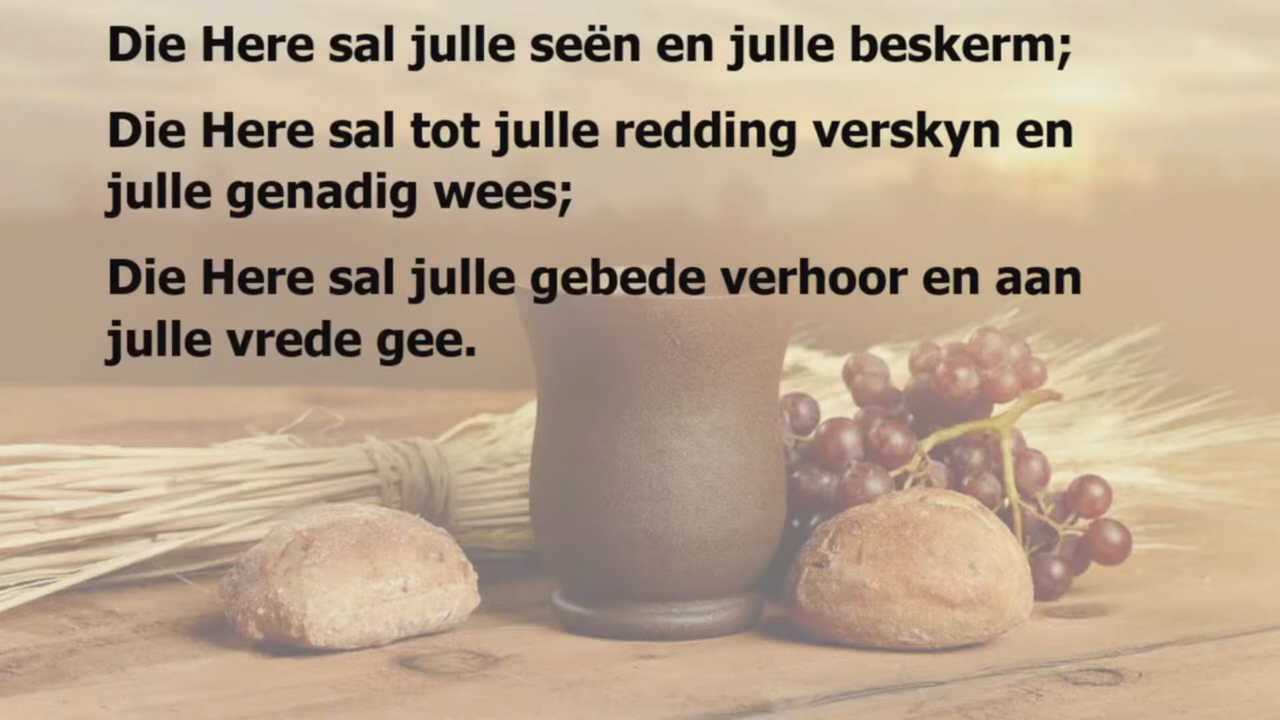 Die Here sal julle seën en julle beskerm;
Die Here sal tot julle redding verskyn en
julle genadig wees;
Die Here sal julle gebede verhoor en aan
julle vrede gee.